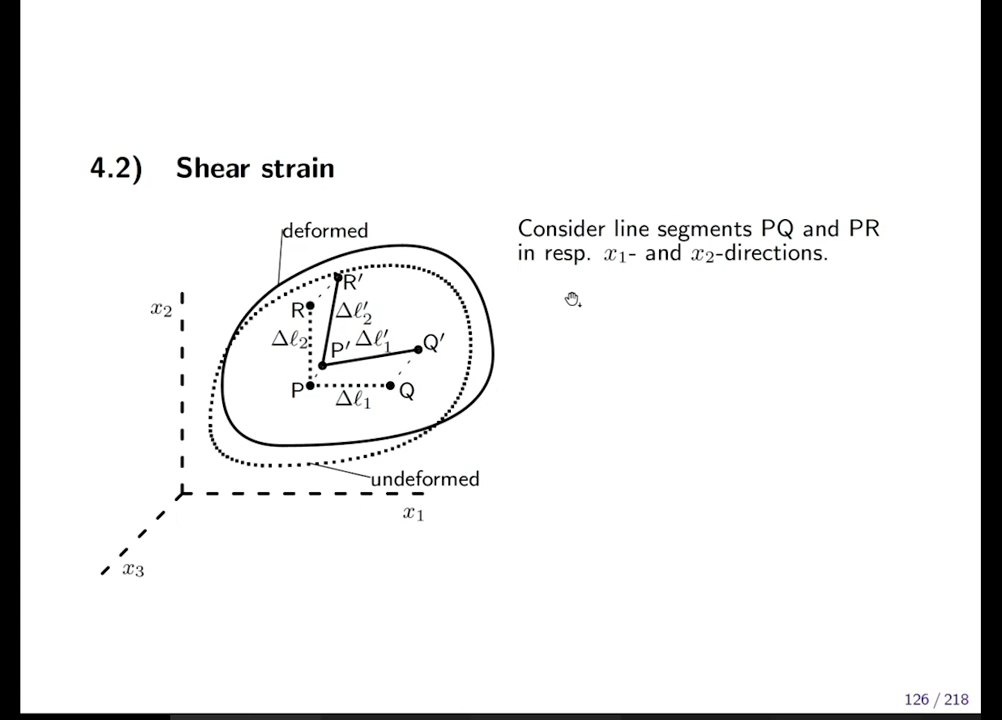 4.2) Shear strain
deformed
Consider line segments PQ and PR
in resp. x₁- and x₂-directions.
x₂
R
R′
Δℓ₂
Δℓ′₂
P′
Δℓ′₁
Q′
P
Δℓ₁
Q
undeformed
x₁
x₃
126 / 218